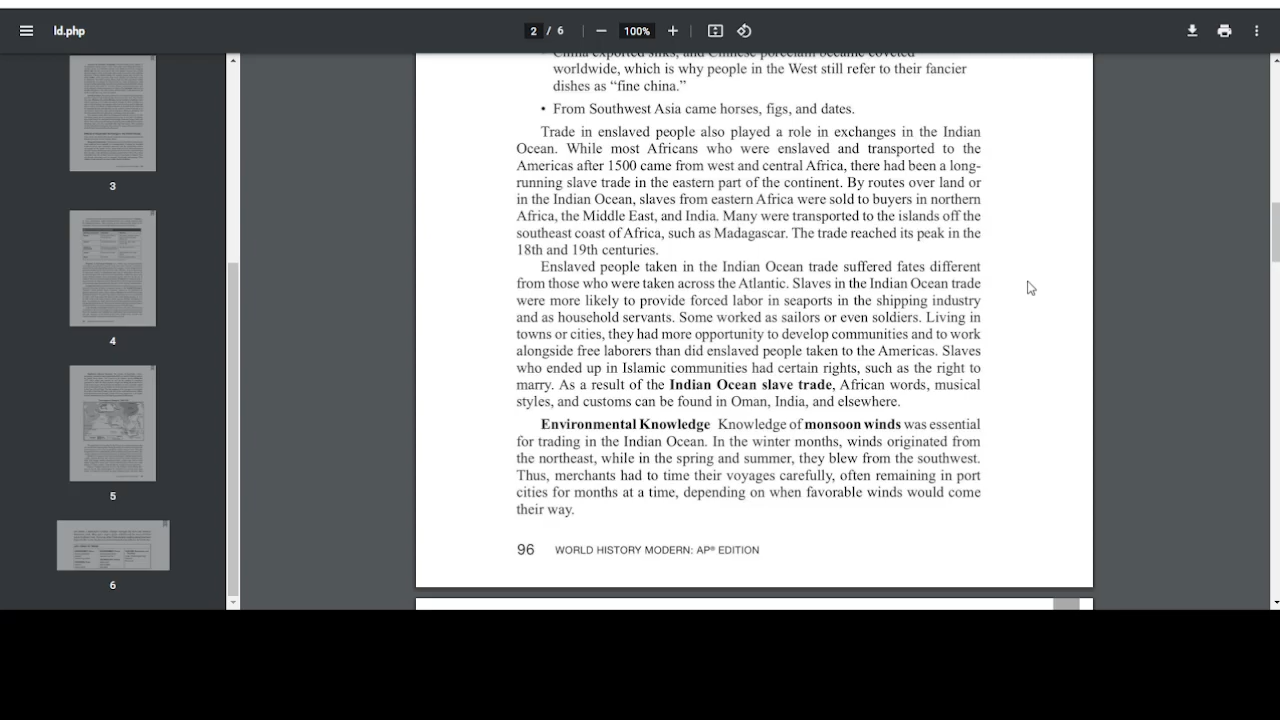 ld.php
2 / 6
100%
China exported silks, and Chinese porcelain became coveted
worldwide, which is why people in the West still refer to their fancier
dishes as “fine china.”
• From Southwest Asia came horses, figs, and dates.
Trade in enslaved people also played a role in exchanges in the Indian
Ocean. While most Africans who were enslaved and transported to the
Americas after 1500 came from west and central Africa, there had been a long-
running slave trade in the eastern part of the continent. By routes over land or
in the Indian Ocean, slaves from eastern Africa were sold to buyers in northern
Africa, the Middle East, and India. Many were transported to the islands off the
southeast coast of Africa, such as Madagascar. The trade reached its peak in the
18th and 19th centuries.
Enslaved people taken in the Indian Ocean trade suffered fates different
from those who were taken across the Atlantic. Slaves in the Indian Ocean trade
were more likely to provide forced labor in seaports in the shipping industry
and as household servants. Some worked as sailors or even soldiers. Living in
towns or cities, they had more opportunity to develop communities and to work
alongside free laborers than did enslaved people taken to the Americas. Slaves
who ended up in Islamic communities had certain rights, such as the right to
marry. As a result of the Indian Ocean slave trade, African words, musical
styles, and customs can be found in Oman, India, and elsewhere.
Environmental Knowledge Knowledge of monsoon winds was essential
for trading in the Indian Ocean. In the winter months, winds originated from
the northeast, while in the spring and summer, they blew from the southwest.
Thus, merchants had to time their voyages carefully, often remaining in port
cities for months at a time, depending on when favorable winds would come
their way.
96 WORLD HISTORY MODERN: AP® EDITION
3
4
5
6